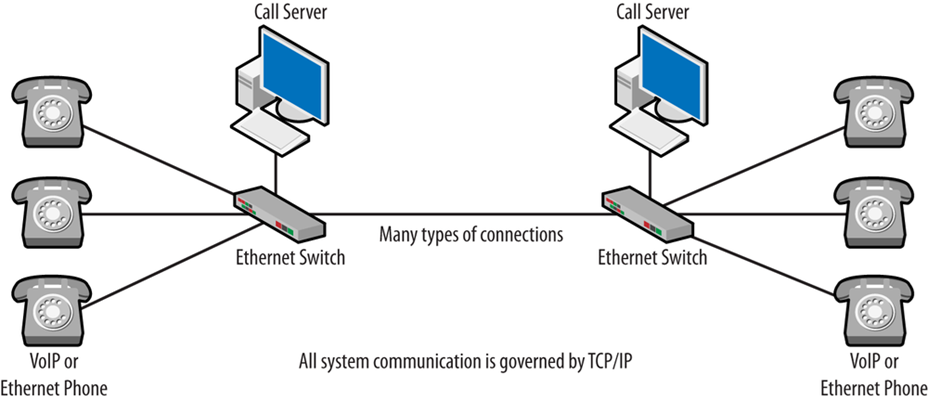 Call Server
Call Server
Many types of connections
Ethernet Switch
Ethernet Switch
VoIP or
Ethernet Phone
All system communication is governed by TCP/IP
VoIP or
Ethernet Phone